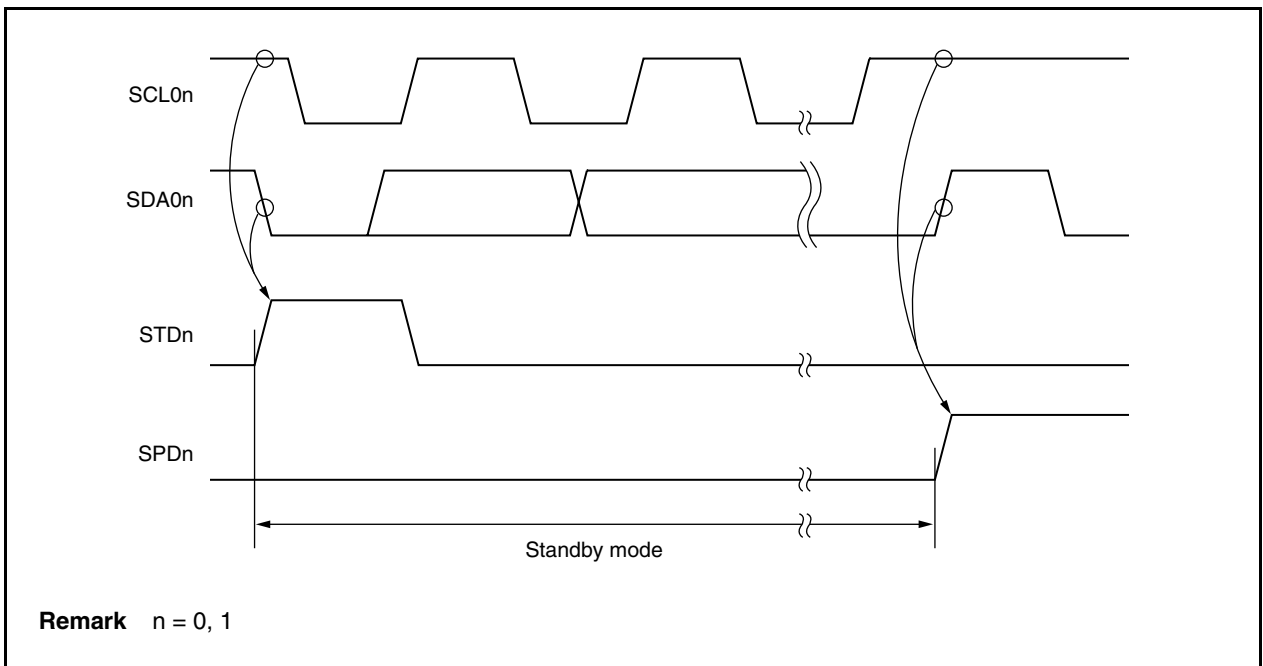 SCL0n
SDA0n
STDn
SPDn
Standby mode
Remark n = 0, 1